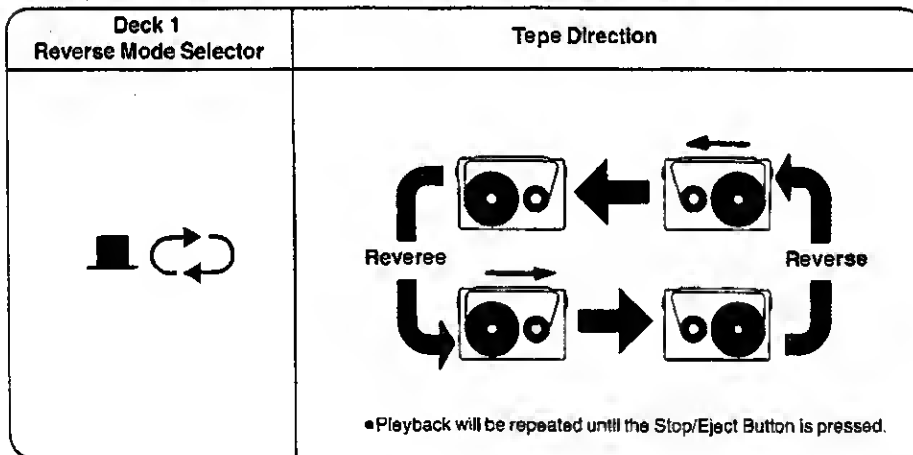 Deck 1
Reverse Mode Selector
Tepe Direction
Reveree
Reverse
•Playback will be repeated until the Stop/Eject Button is pressed.